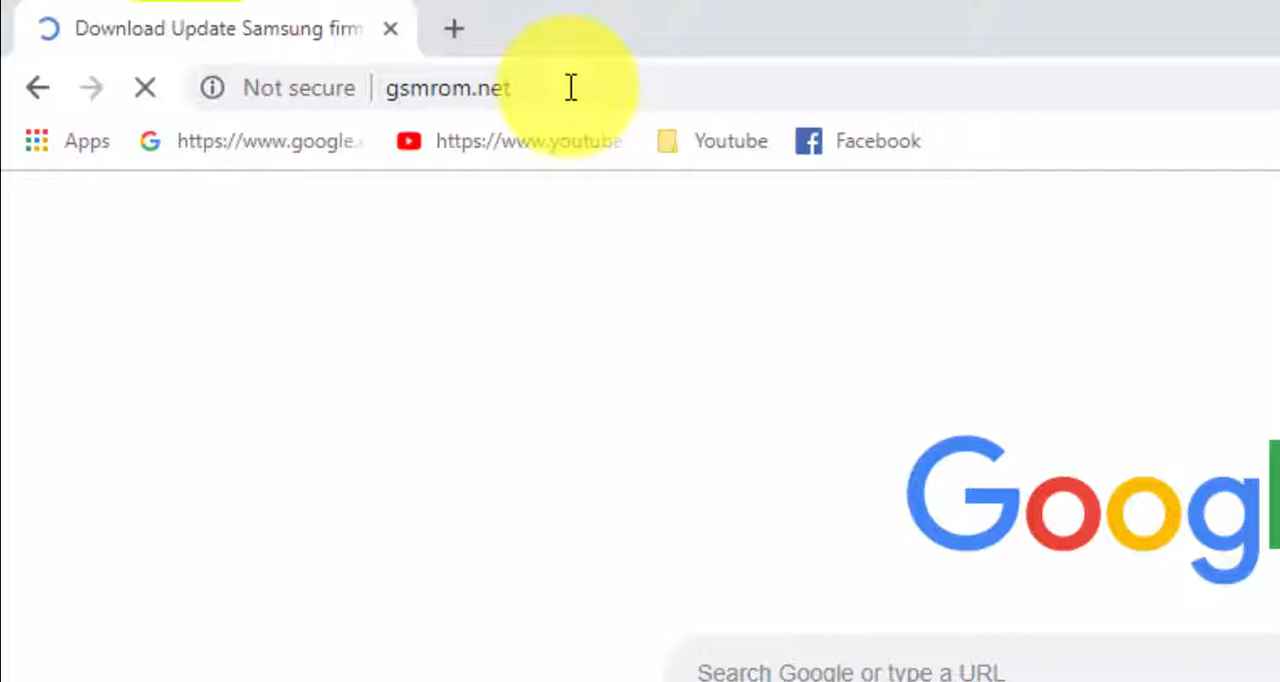 Download Update Samsung firm
Not secure | gsmrom.net
Apps https://www.google. https://www.youtube Youtube Facebook
Googl
Search Google or type a URL